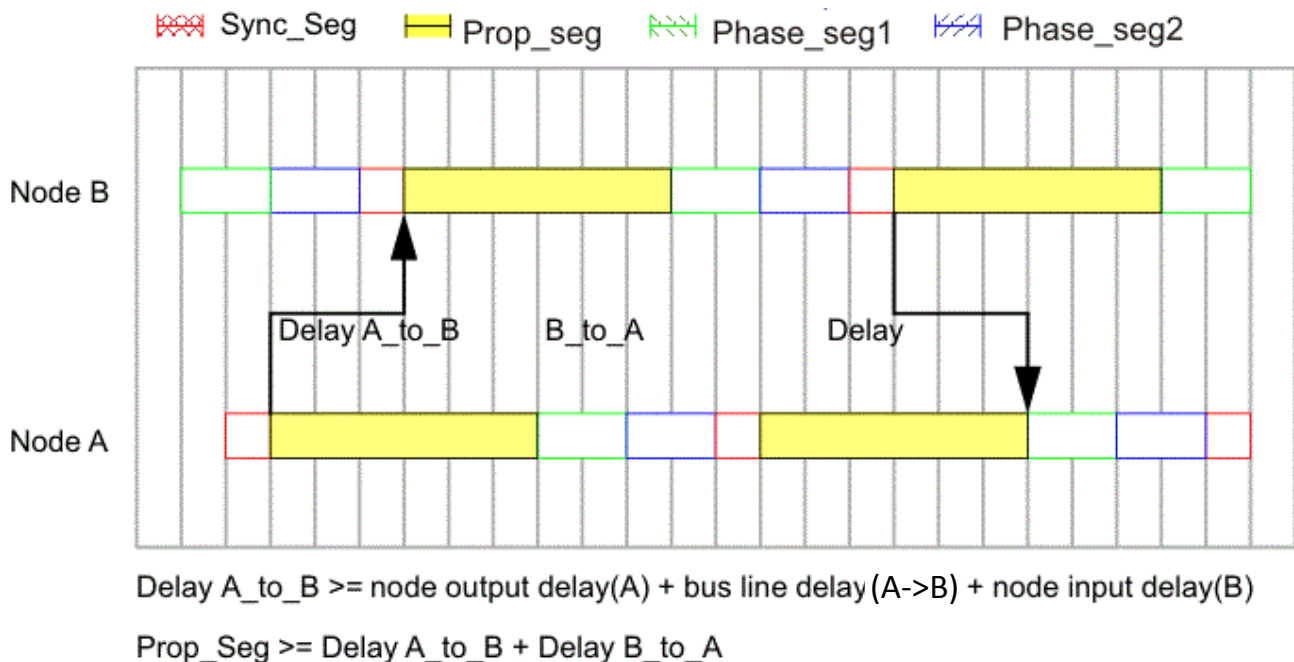 Sync_Seg Prop_seg Phase_seg1 Phase_seg2
Node B
Delay A_to_B B_to_A Delay
Node A
Delay A_to_B >= node output delay(A) + bus line delay (A->B) + node input delay(B)
Prop_Seg >= Delay A_to_B + Delay B_to_A